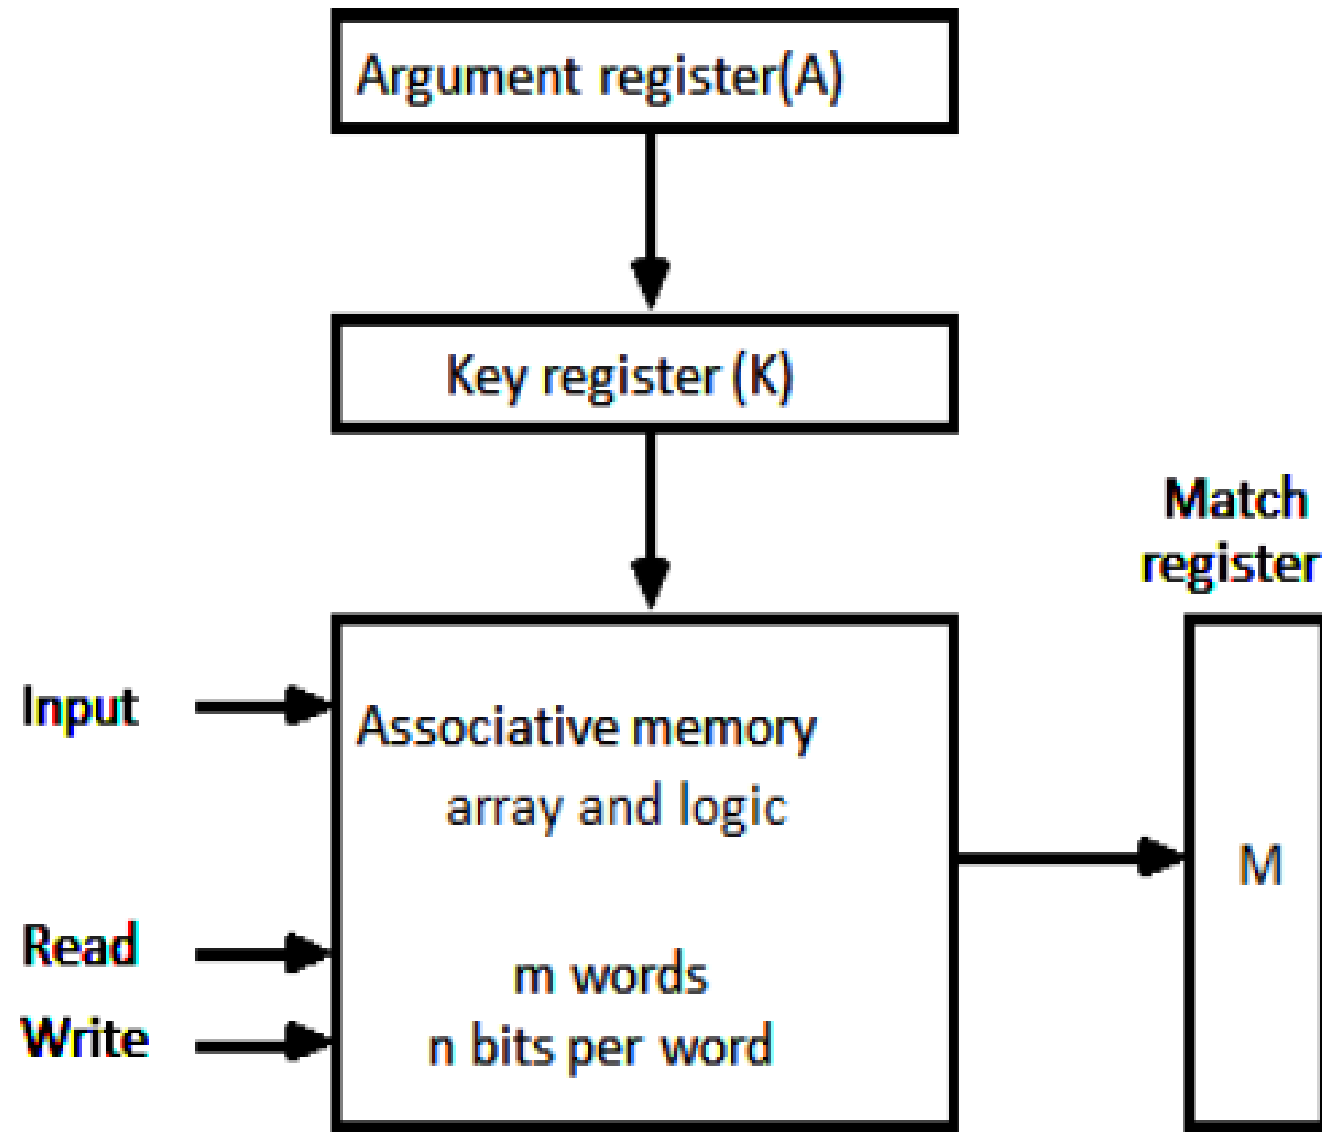 Argument register(A)
Key register (K)
Match
register
Input
Associative memory
array and logic
M
Read
m words
Write
n bits per word